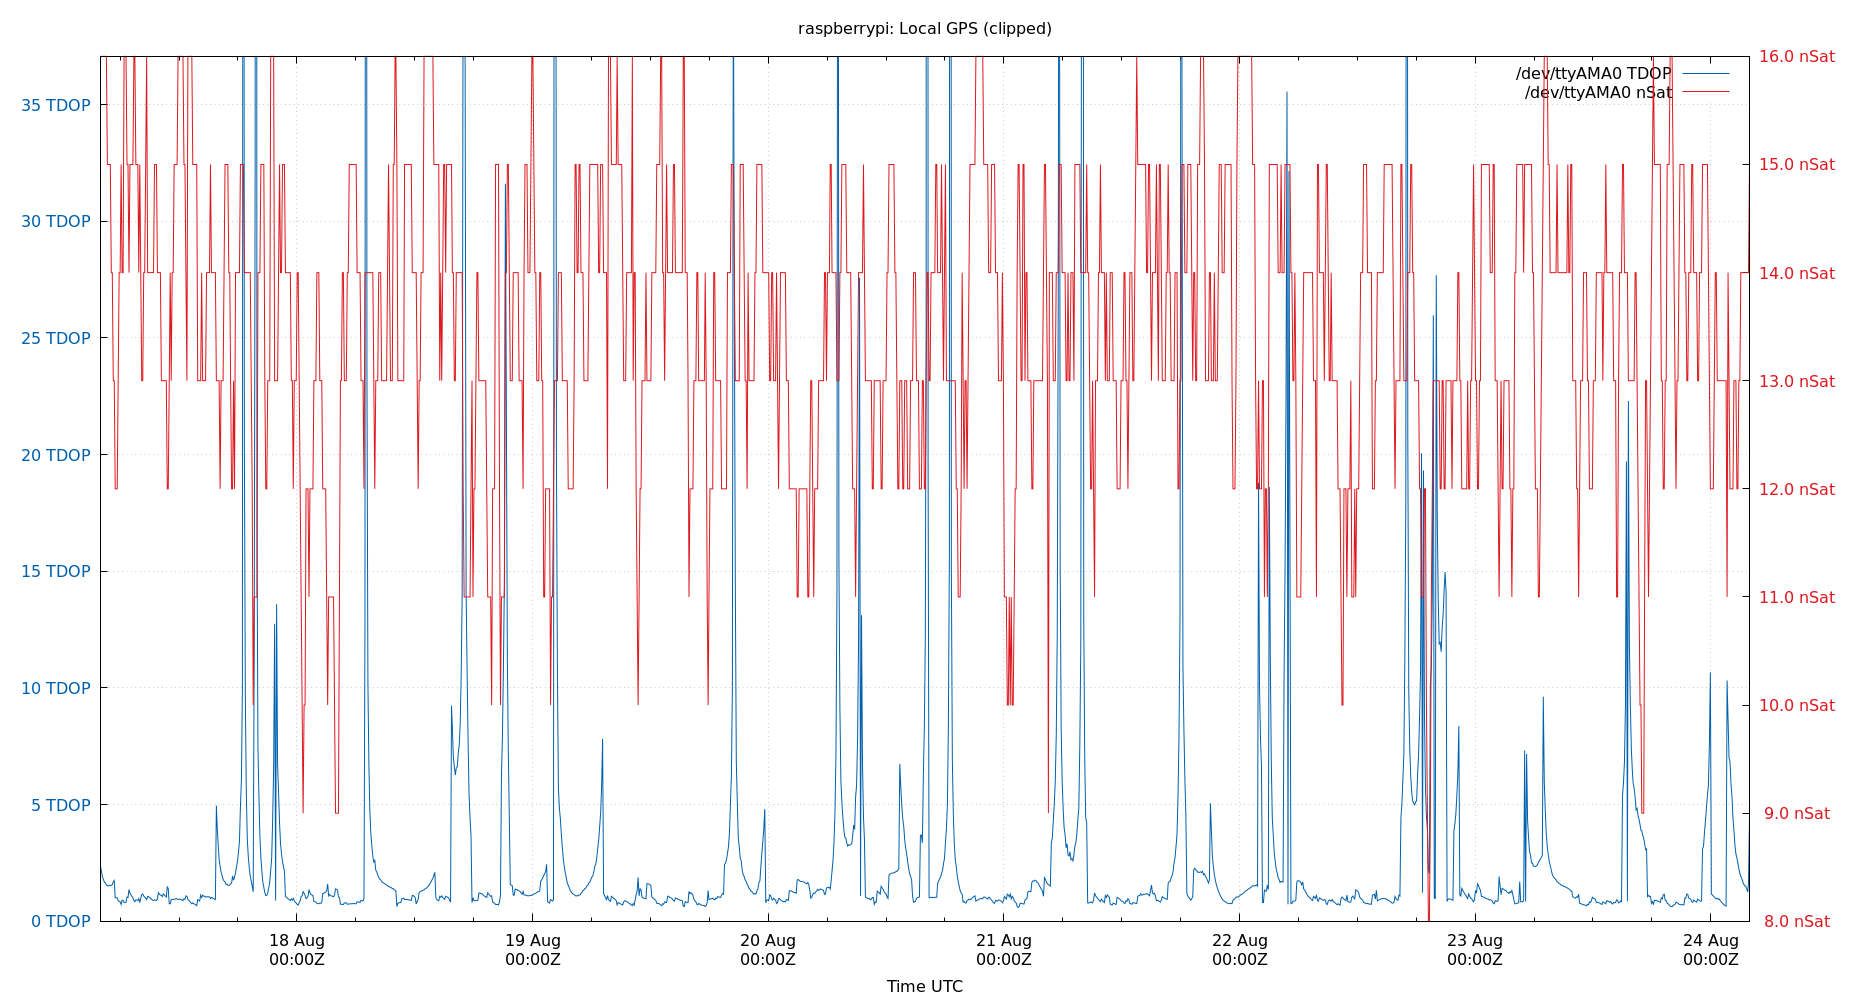 raspberrypi: Local GPS (clipped)
/dev/ttyAMA0 TDOP
/dev/ttyAMA0 nSat
35 TDOP
30 TDOP
25 TDOP
20 TDOP
15 TDOP
10 TDOP
5 TDOP
0 TDOP
16.0 nSat
15.0 nSat
14.0 nSat
13.0 nSat
12.0 nSat
11.0 nSat
10.0 nSat
9.0 nSat
8.0 nSat
18 Aug 19 Aug 20 Aug 21 Aug 22 Aug 23 Aug 24 Aug
00:00Z 00:00Z 00:00Z 00:00Z 00:00Z 00:00Z 00:00Z
Time UTC